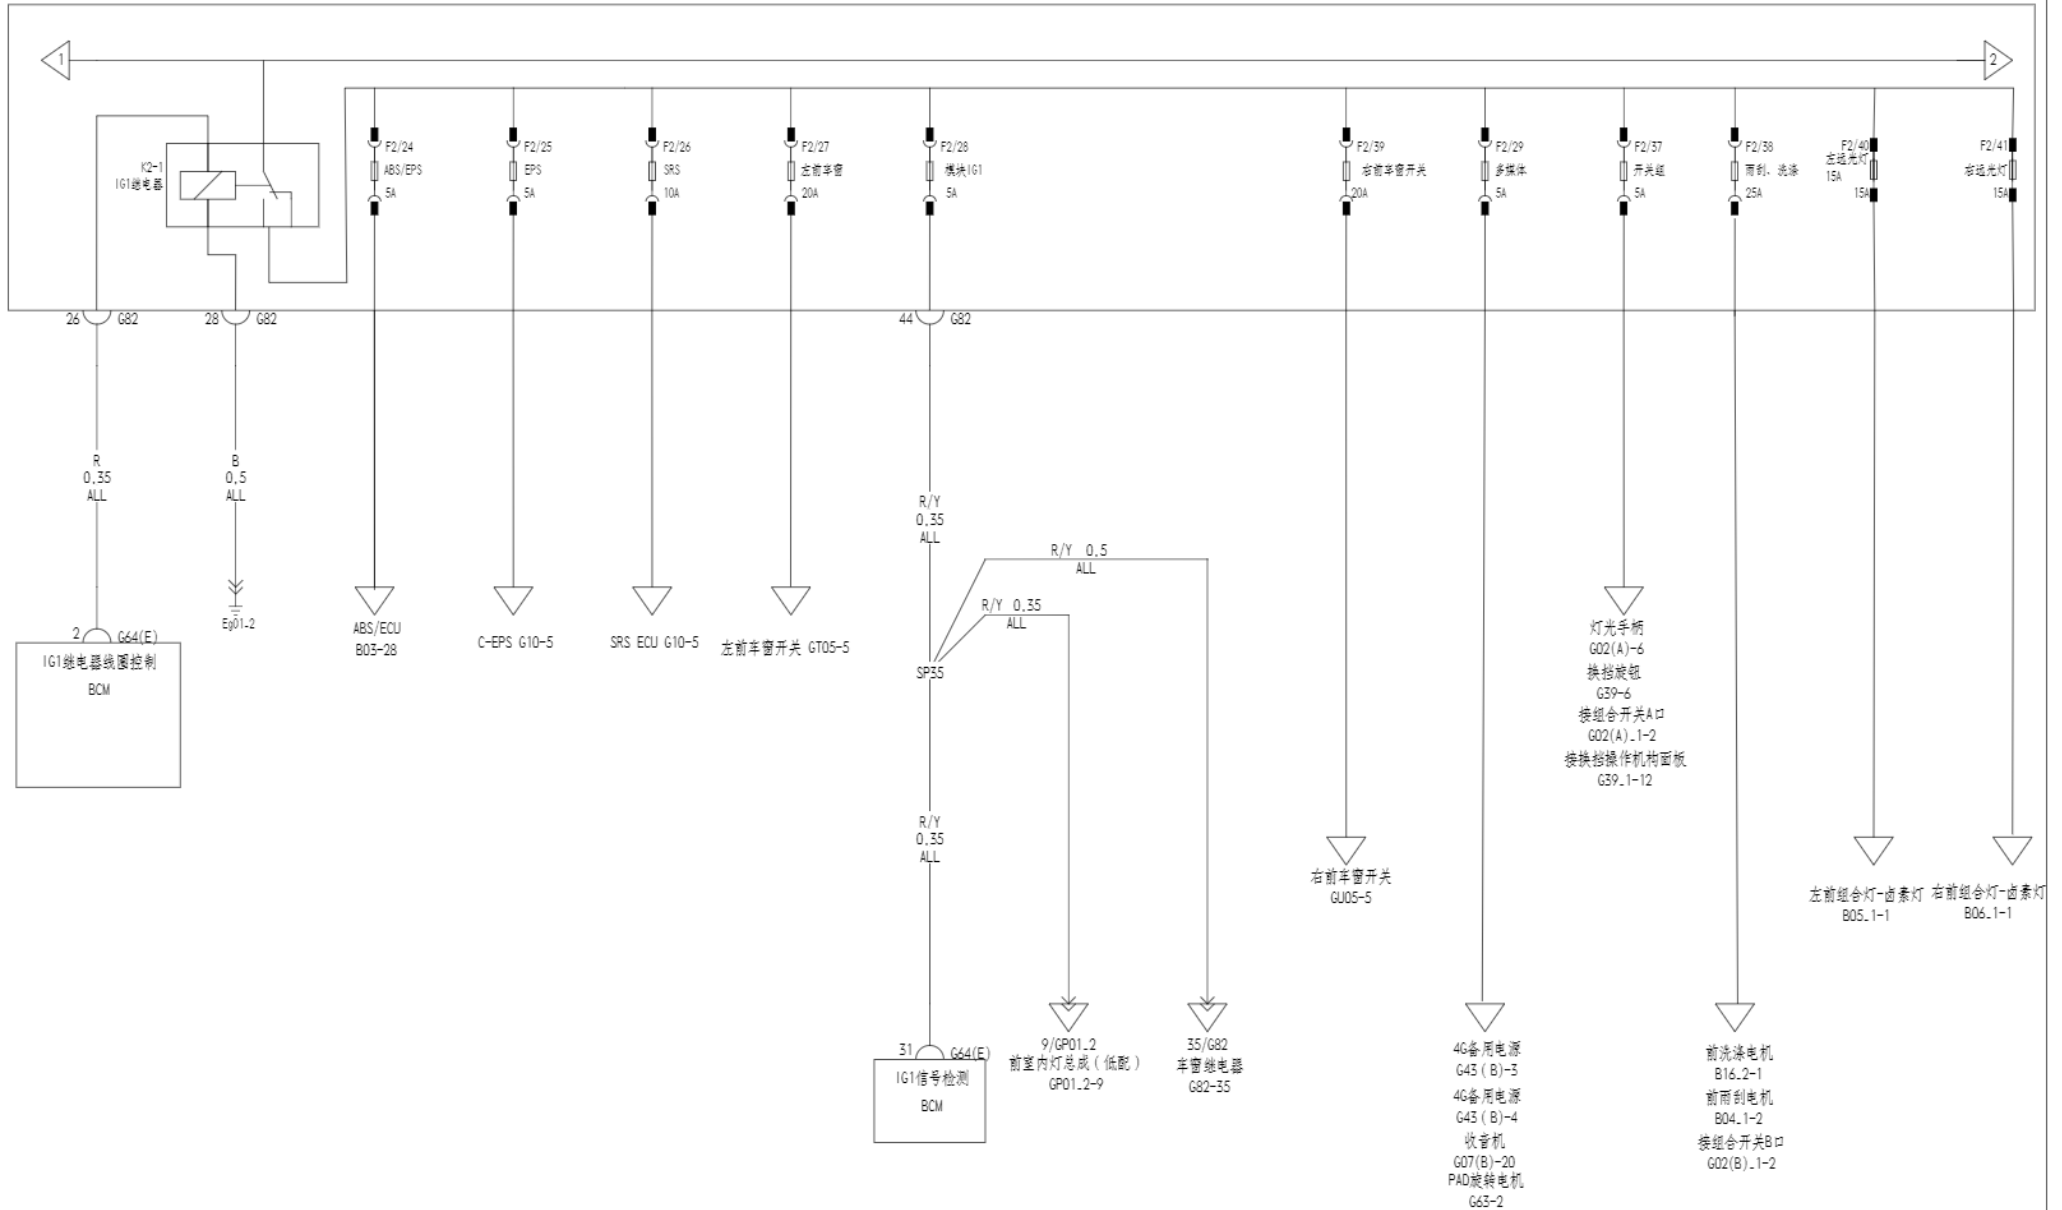 1
2
K2-1
IG1继电器
F2/24
ABS/EPS
5A
F2/25
EPS
5A
F2/26
SRS
10A
F2/27
左前车窗
20A
F2/28
模块IG1
5A
F2/39
右前车窗开关
20A
F2/29
多媒体
5A
F2/37
开关组
5A
F2/38
雨刮、洗涤
25A
F2/40
左远光灯
15A
15A
F2/41
右远光灯
15A
26
G82
28
G82
44
G82
R
0,35
ALL
B
0,5
ALL
R/Y
0,35
ALL
R/Y 0,5
ALL
R/Y 0,35
ALL
Eg01-2
2
G64(E)
IG1继电器线圈控制
BCM
ABS/ECU
B03-28
C-EPS G10-5
SRS ECU G10-5
左前车窗开关 GT05-5
SP35
灯光手柄
G02(A)-6
换挡旋钮
G39-6
接组合开关A口
G02(A)_1-2
接换挡操作机构面板
G39_1-12
R/Y
0,35
ALL
右前车窗开关
GU05-5
左前组合灯-卤素灯
B05_1-1
右前组合灯-卤素灯
B06_1-1
31
G64(E)
IG1信号检测
BCM
9/GP01_2
前室内灯总成(低配)
GP01_2-9
35/G82
车窗继电器
G82-35
4G备用电源
G43(B)-3
4G备用电源
G43(B)-4
收音机
G07(B)-20
PAD旋转电机
G63-2
前洗涤电机
B16_2-1
前雨刮电机
B04_1-2
接组合开关B口
G02(B)_1-2